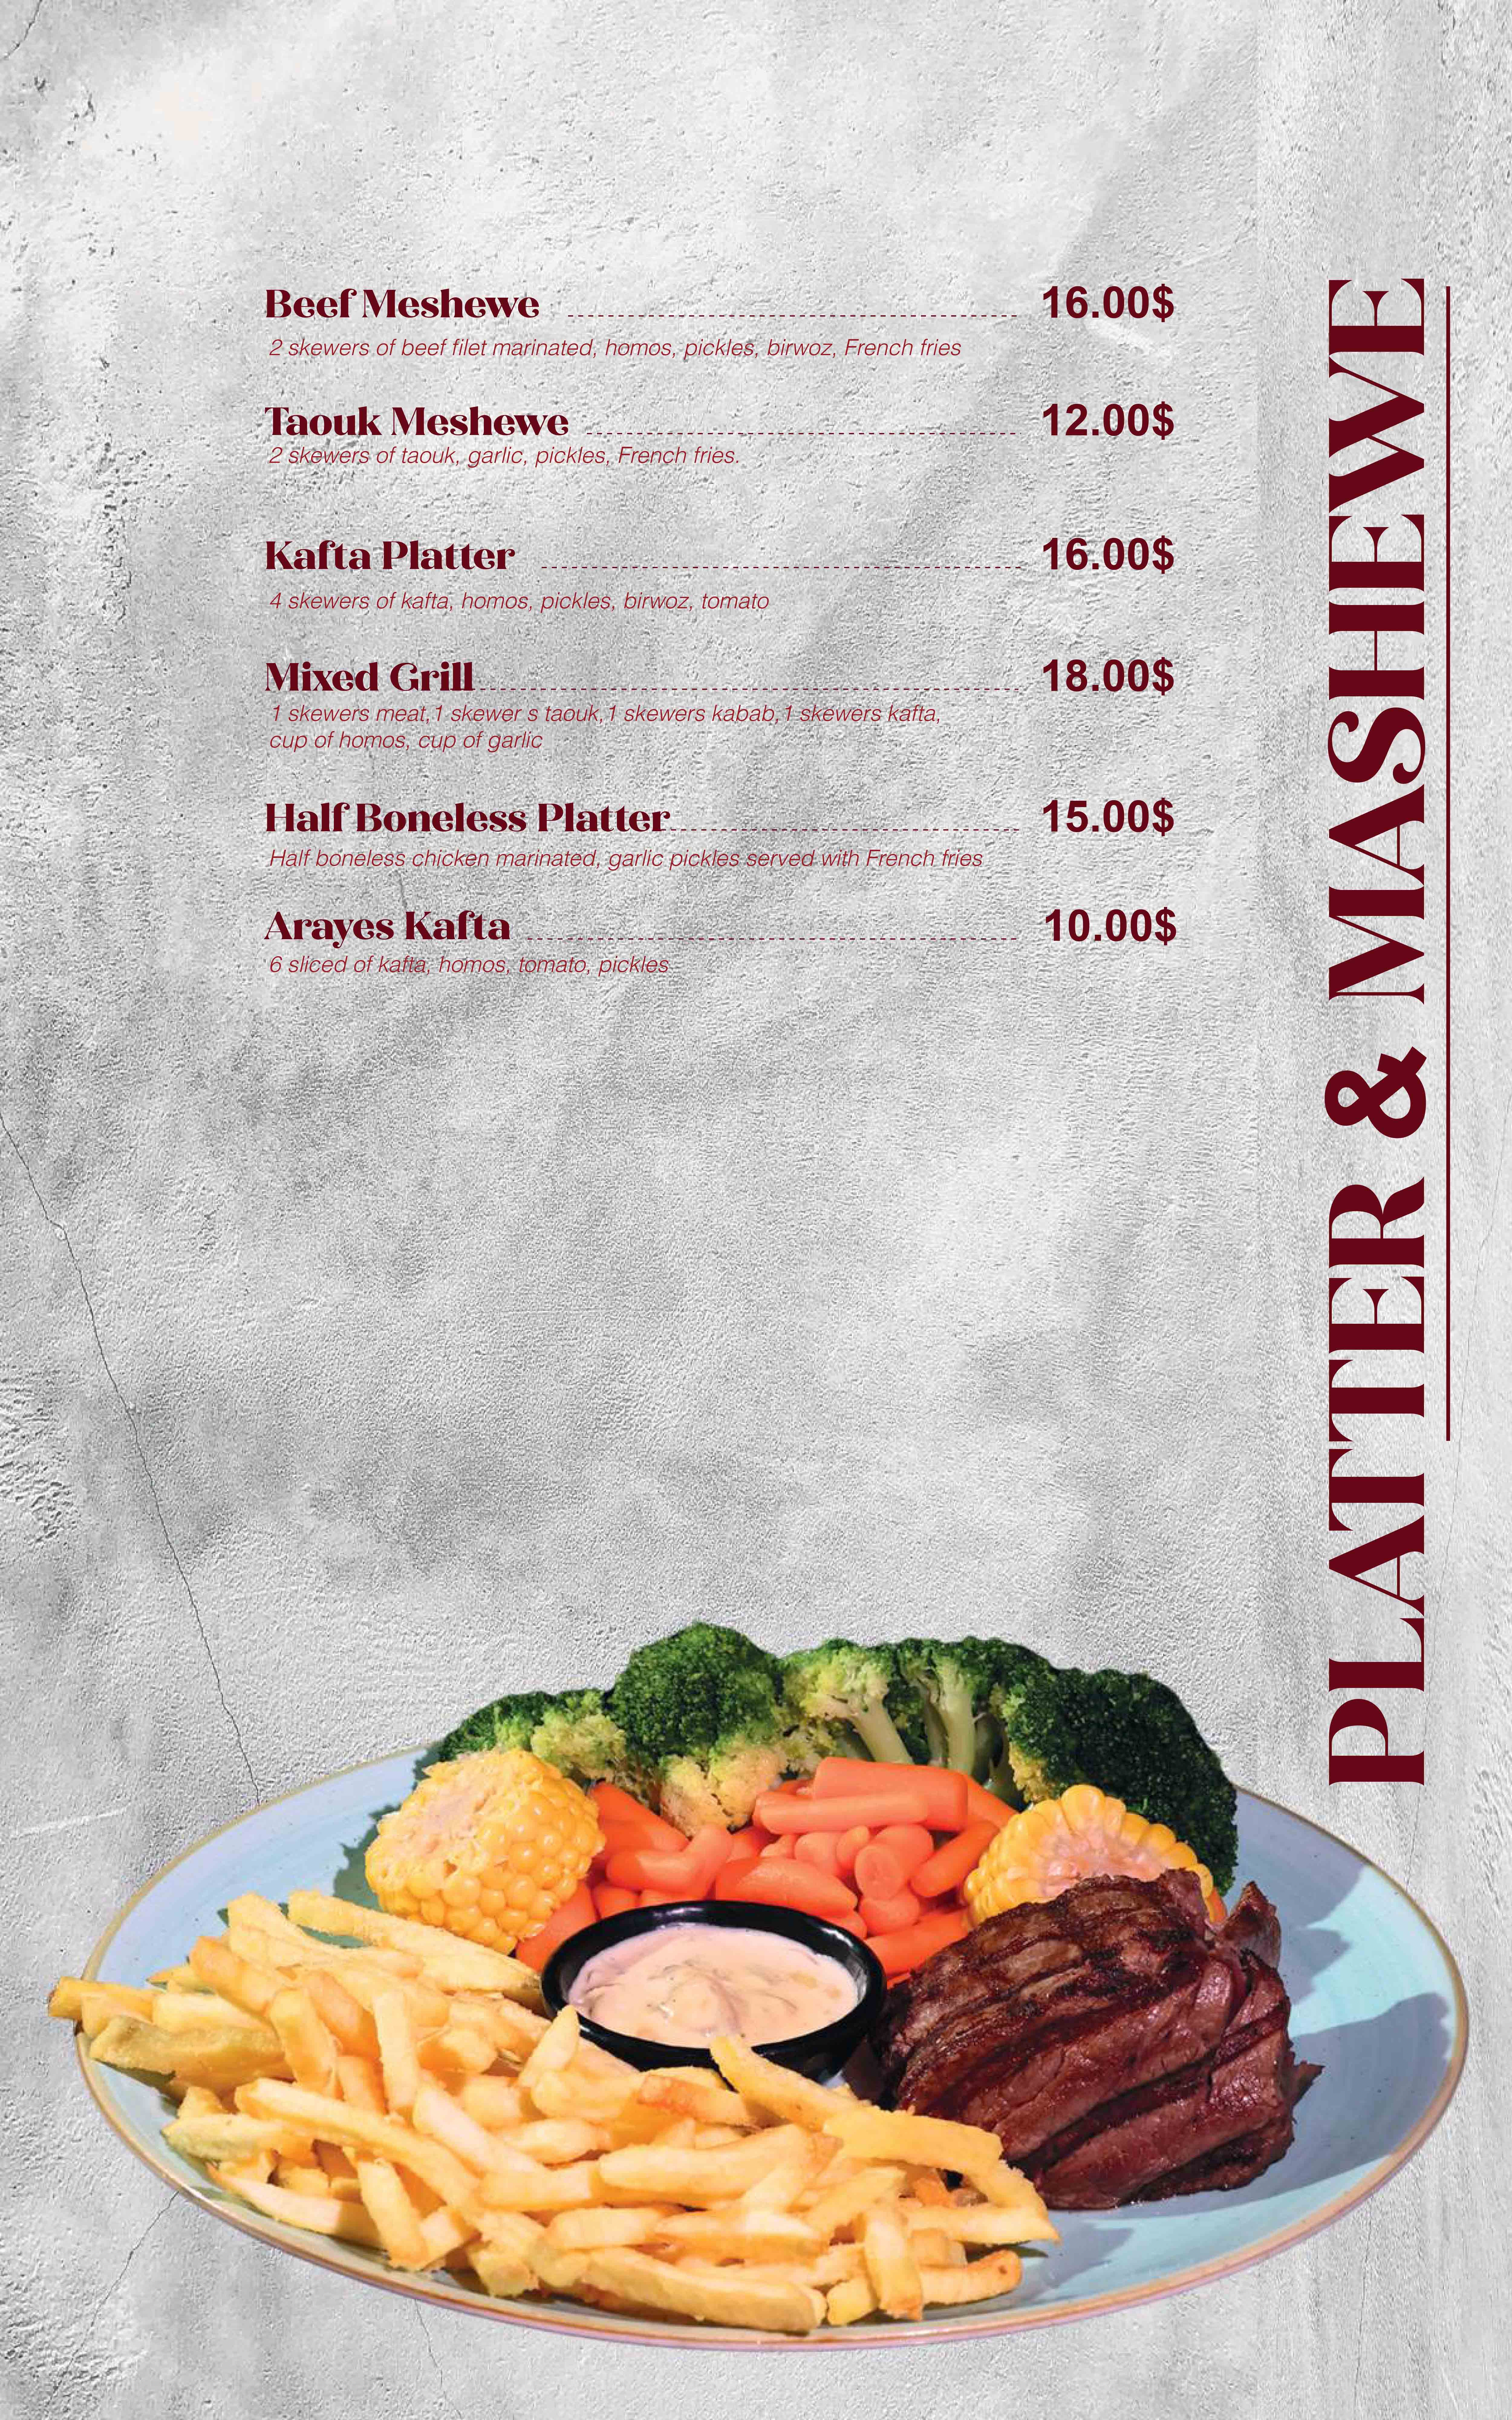 Beef Meshewe 16.00$
2 skewers of beef filet marinated, homos, pickles, birwoz, French fries
Taouk Meshewe 12.00$
2 skewers of taouk, garlic, pickles, French fries.
Kafta Platter 16.00$
4 skewers of kafta, homos, pickles, birwoz, tomato
Mixed Grill 18.00$
1 skewers meat,1 skewer s taouk,1 skewers kabab,1 skewers kafta,
cup of homos, cup of garlic
Half Boneless Platter 15.00$
Half boneless chicken marinated, garlic pickles served with French fries
Arayes Kafta 10.00$
6 sliced of kafta, homos, tomato, pickles
PLATTER & MASHEWE